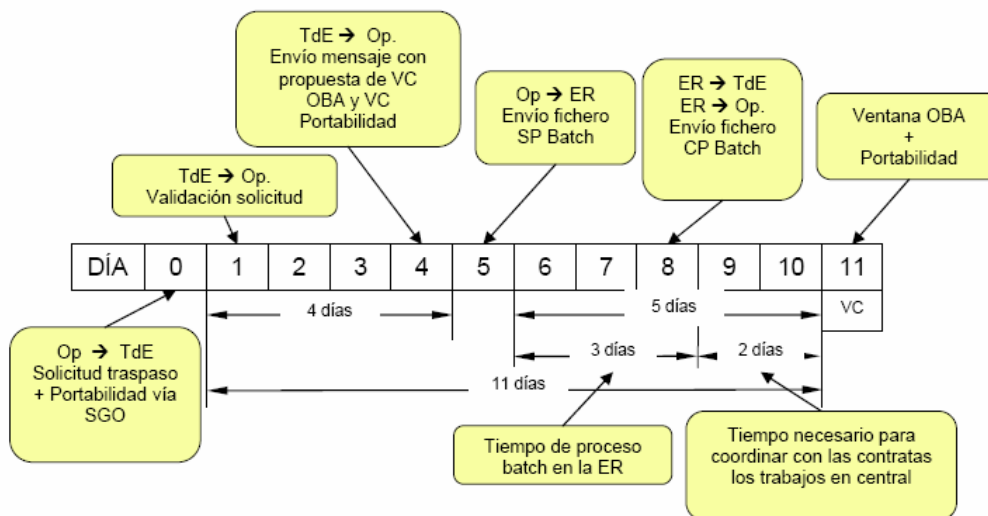 TdE → Op.
Envío mensaje con
propuesta de VC
OBA y VC
Portabilidad
Op → ER
Envío fichero
SP Batch
ER → TdE
ER → Op.
Envío fichero
CP Batch
Ventana OBA
+
Portabilidad
TdE → Op.
Validación solicitud
DÍA 0 1 2 3 4 5 6 7 8 9 10 11
4 días
5 días
VC
3 días
2 días
11 días
Op → TdE
Solicitud traspaso
+ Portabilidad vía
SGO
Tiempo de proceso
batch en la ER
Tiempo necesario para
coordinar con las contratas
los trabajos en central